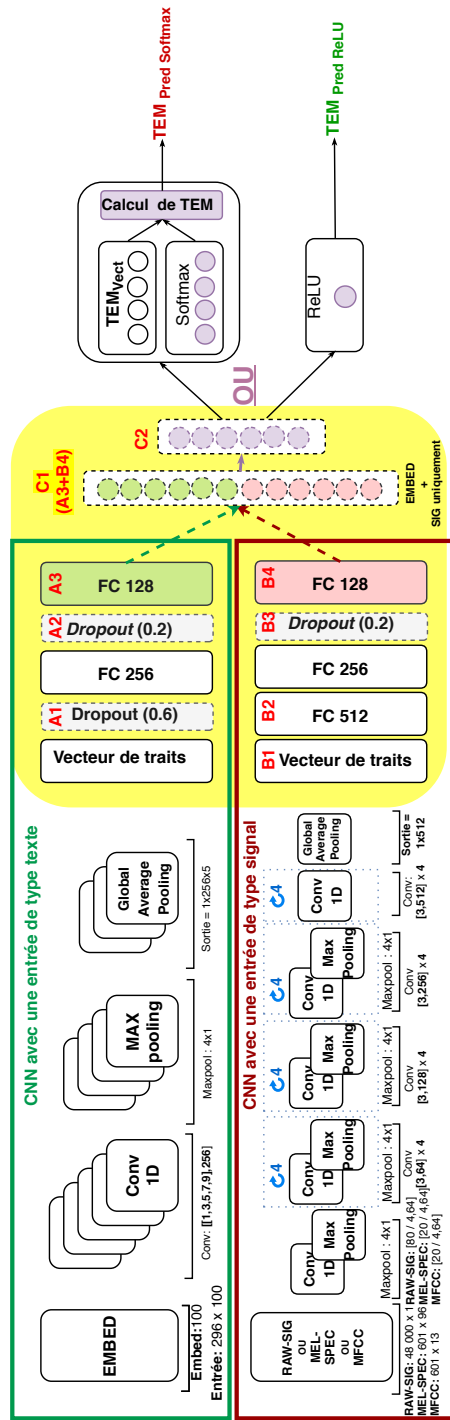 CNN avec une entrée de type texte
EMBED
Embed:100
Entrée: 296 x 100
Conv 1D
Conv: [[1,3,5,7,9],256]
MAX pooling
Maxpool : 4x1
Global Average Pooling
Sortie = 1x256x5
Vecteur de traits
A1
Dropout (0.6)
FC 256
A2
Dropout (0.2)
A3
FC 128
CNN avec une entrée de type signal
RAW-SIG
OU
MEL-SPEC
OU
MFCC
RAW-SIG: 48 000 x 1
MEL-SPEC: 601 x 96
MFCC: 601 x 13
Conv 1D
Max Pooling
Maxpool : 4x1
RAW-SIG: [80 / 4,64]
MEL-SPEC: [20 / 4,64]
MFCC: [20 / 4,64]
4
Conv 1D
Max Pooling
Maxpool : 4x1
Conv
[3,64] x 4
4
Conv 1D
Max Pooling
Maxpool : 4x1
Conv
[3,128] x 4
4
Conv 1D
Max Pooling
Maxpool : 4x1
Conv
[3,256] x 4
4
Conv 1D
Conv:
[3,512] x 4
Global Average Pooling
Sortie =
1x512
B1
Vecteur de traits
B2
FC 512
FC 256
B3
Dropout (0.2)
B4
FC 128
C1
(A3+B4)
EMBED
+
SIG uniquement
C2
OU
TEMVect
Softmax
Calcul de TEM
TEM Pred Softmax
ReLU
TEM Pred ReLU